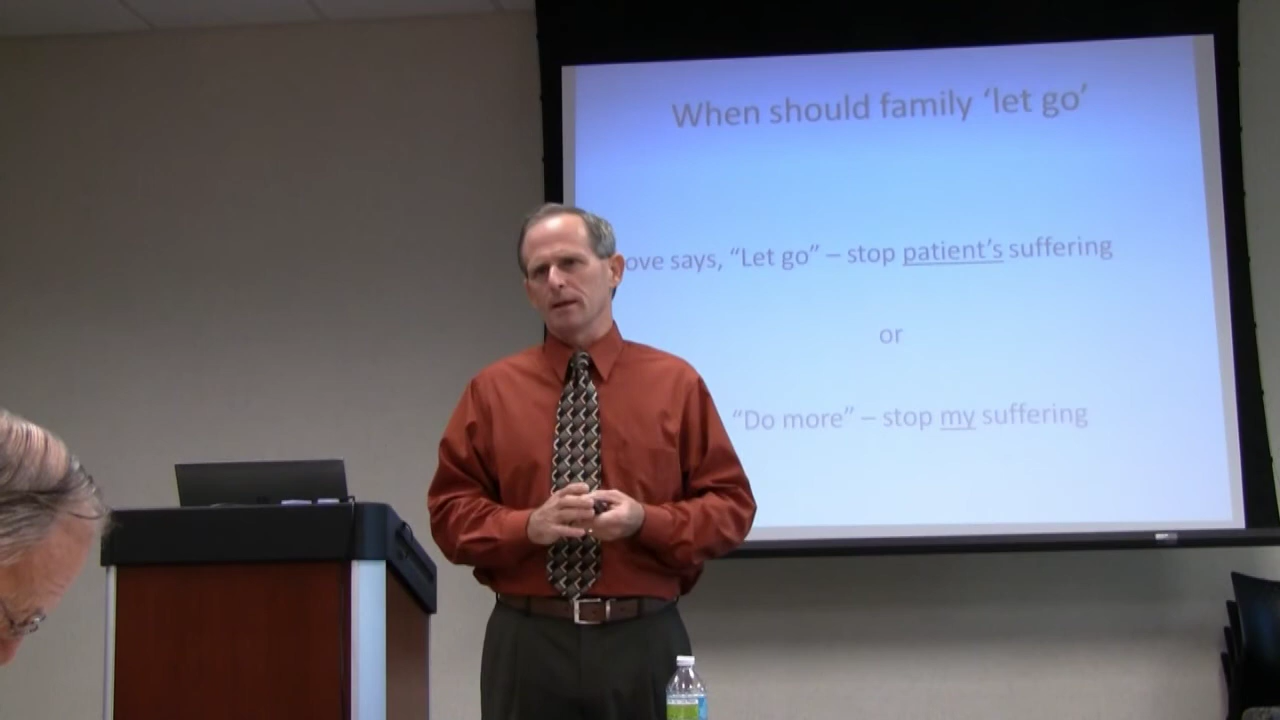 When should family ‘let go’
ove says, “Let go” – stop patient’s suffering
or
“Do more” – stop my suffering